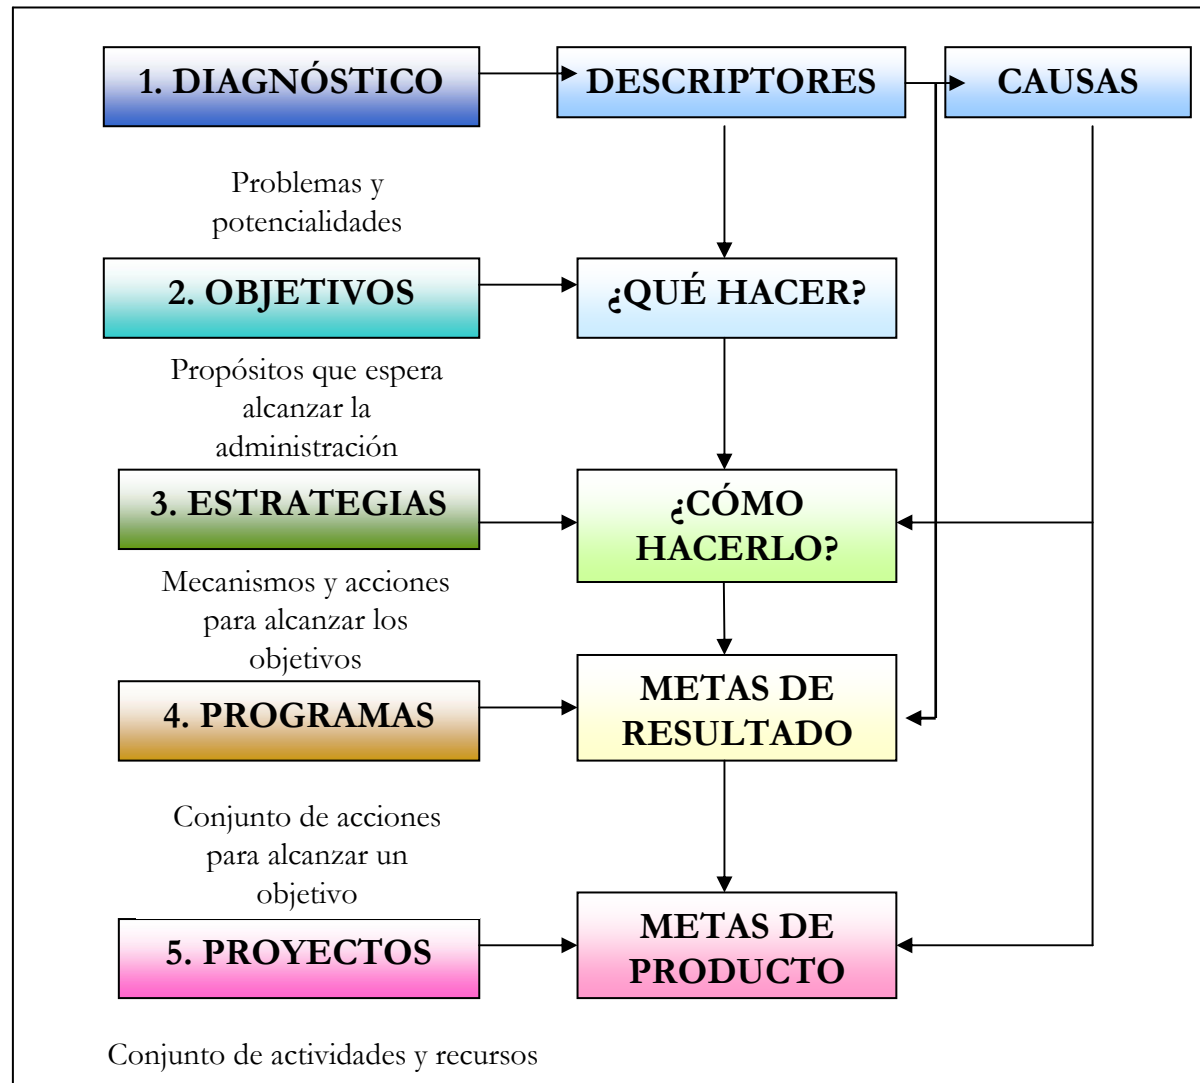 1. DIAGNÓSTICO
DESCRIPTORES
CAUSAS
Problemas y
potencialidades
2. OBJETIVOS
¿QUÉ HACER?
Propósitos que espera
alcanzar la
administración
3. ESTRATEGIAS
¿CÓMO
HACERLO?
Mecanismos y acciones
para alcanzar los
objetivos
4. PROGRAMAS
METAS DE
RESULTADO
Conjunto de acciones
para alcanzar un
objetivo
5. PROYECTOS
METAS DE
PRODUCTO
Conjunto de actividades y recursos